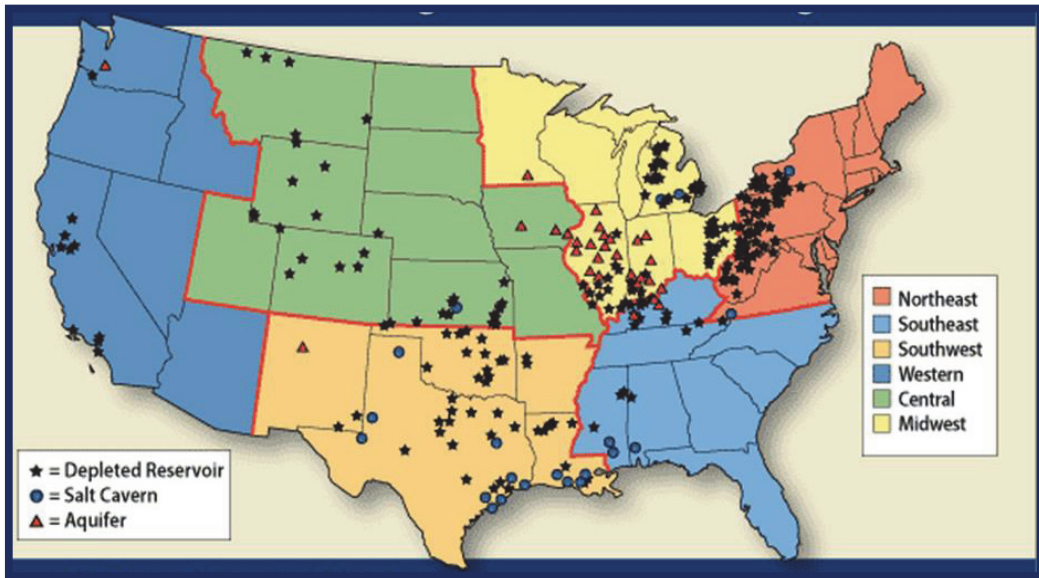 Northeast
Southeast
Southwest
Western
Central
Midwest
= Depleted Reservoir
= Salt Cavern
= Aquifer